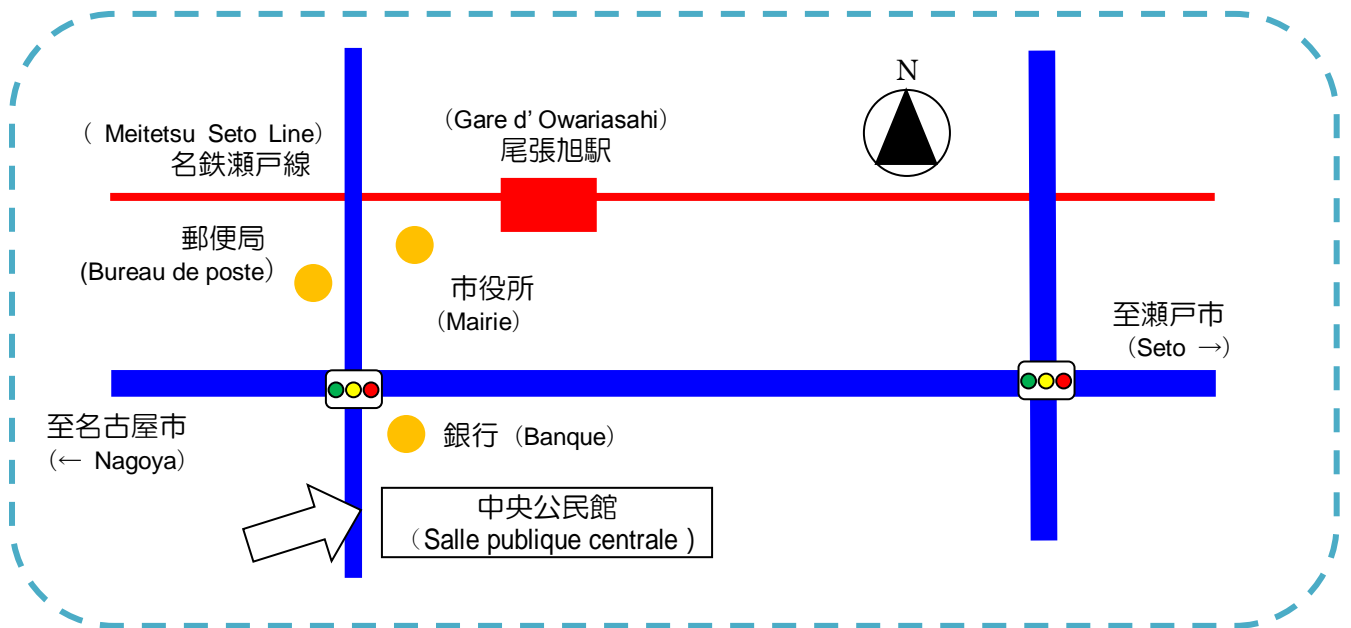 N
（ Meitetsu Seto Line）
名鉄瀬戸線
（Gare d’ Owariasahi）
尾張旭駅
郵便局
(Bureau de poste）
市役所
（Mairie）
至瀬戸市
（Seto →）
至名古屋市
（← Nagoya）
銀行（Banque）
中央公民館
（Salle publique centrale )